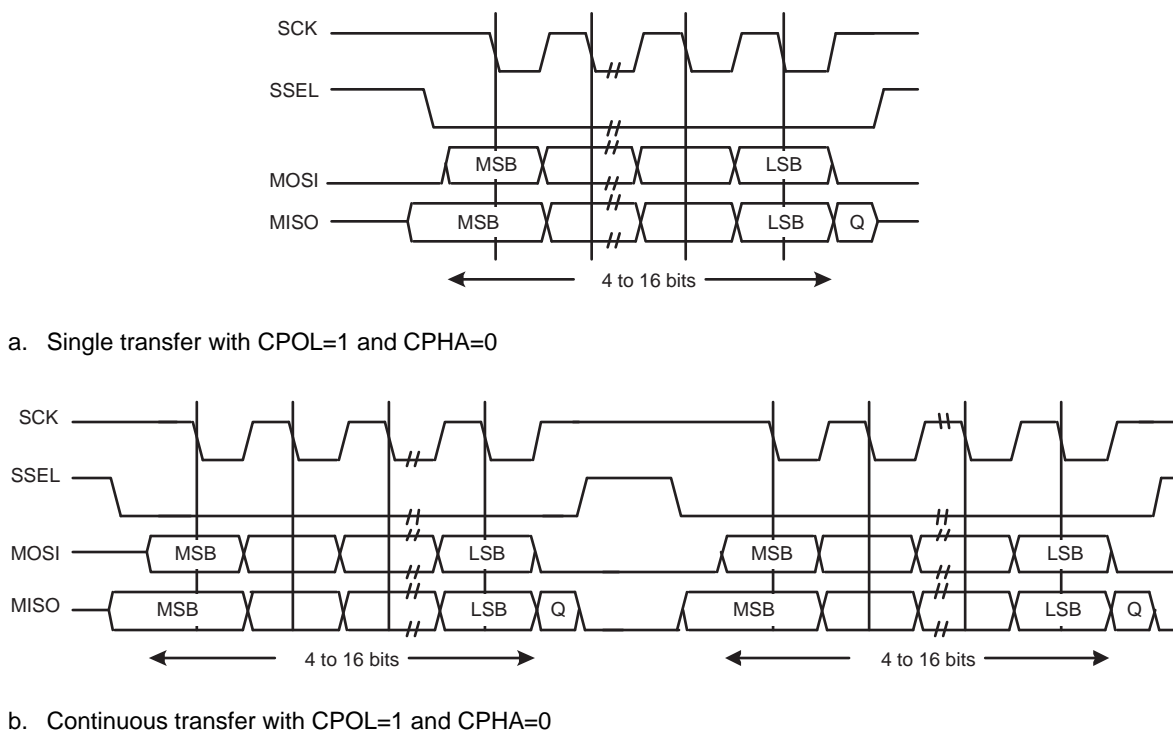 SCK
SSEL
MOSI MSB LSB
MISO MSB LSB Q
4 to 16 bits
a. Single transfer with CPOL=1 and CPHA=0
SCK
SSEL
MOSI MSB LSB MSB LSB
MISO MSB LSB Q MSB LSB Q
4 to 16 bits 4 to 16 bits
b. Continuous transfer with CPOL=1 and CPHA=0